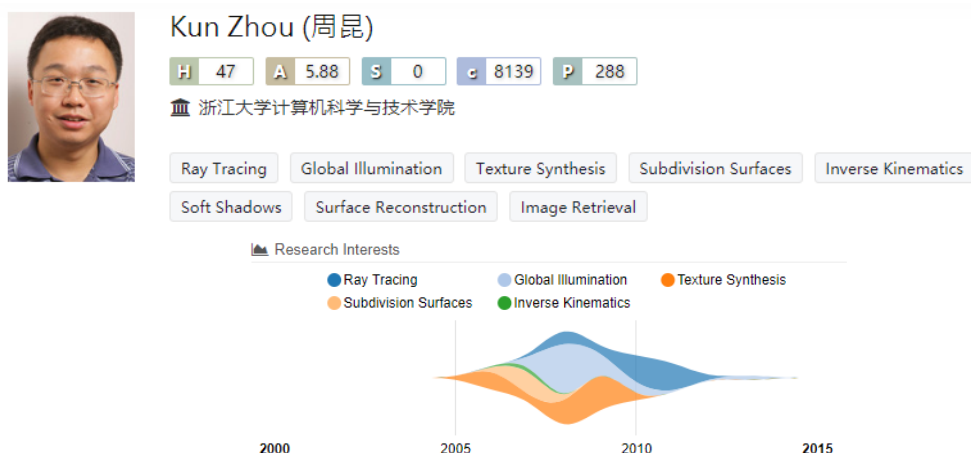 Kun Zhou (周昆)
H 47 A 5.88 S 0 c 8139 P 288
浙江大学计算机科学与技术学院
Ray Tracing Global Illumination Texture Synthesis Subdivision Surfaces Inverse Kinematics
Soft Shadows Surface Reconstruction Image Retrieval
Research Interests
Ray Tracing Global Illumination Texture Synthesis
Subdivision Surfaces Inverse Kinematics
2000 2005 2010 2015